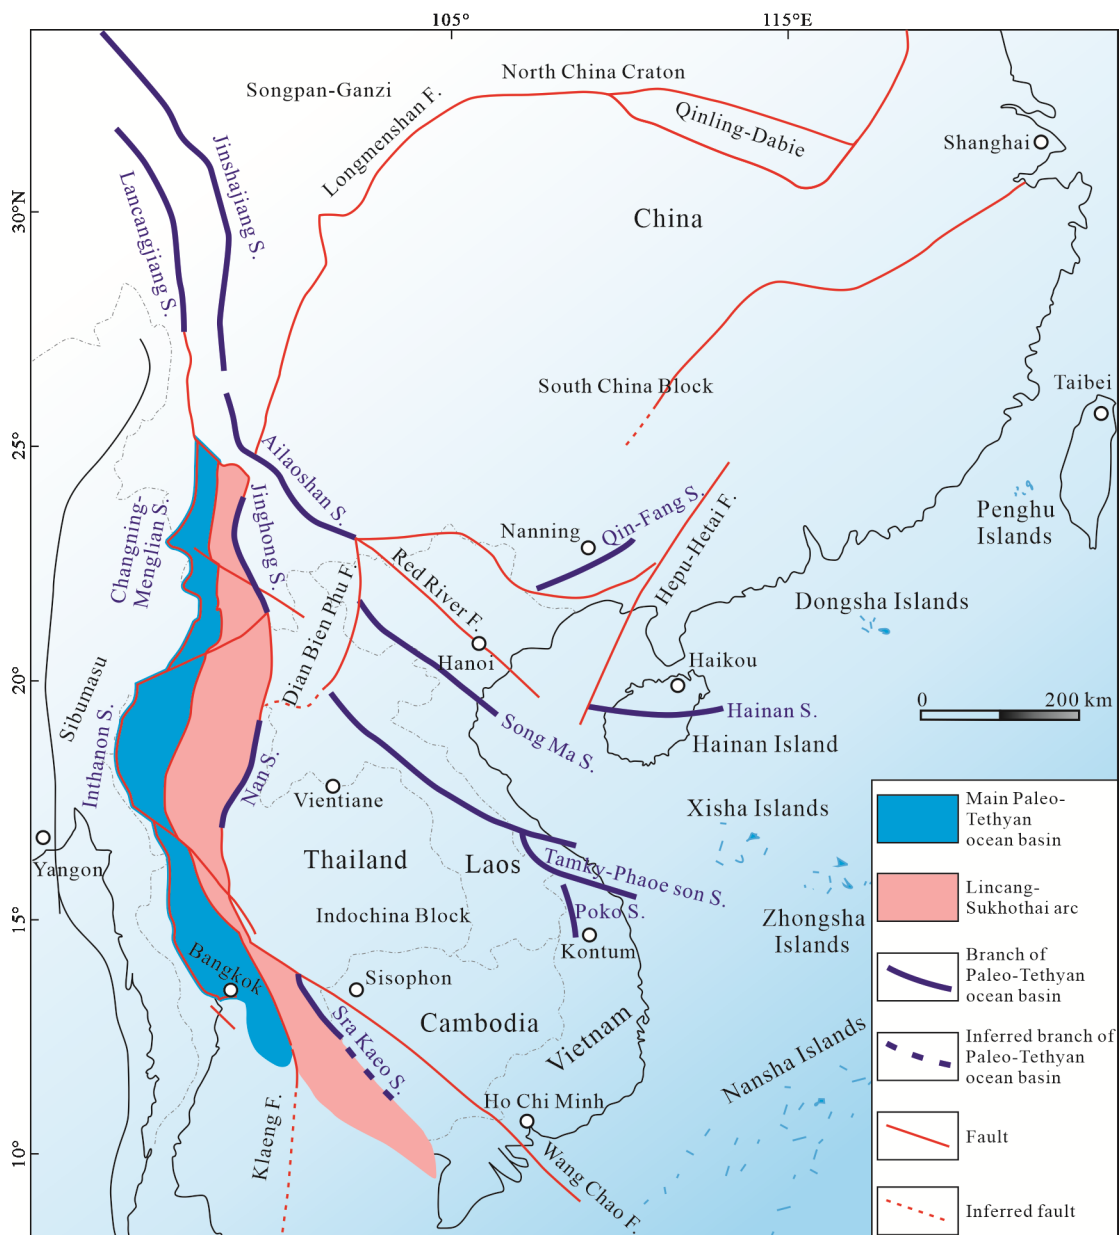 105°
115°E
North China Craton
Songpan-Ganzi
Longmenshan F.
Qinling-Dabie
Shanghai
Jinshajiang S.
Lancangjiang S.
30°N
China
South China Block
Taibei
25°
Ailaoshan S.
Jinghong S.
Changning-
Menglian S.
Nanning
Qin-Fang S.
Hepu-Hetai F.
Penghu
Islands
Red River F.
Dian Bien Phu F.
Dongsha Islands
Hanoi
Haikou
20°
Sibumasu
Inthanon S.
Nan S.
Song Ma S.
Hainan S.
Hainan Island
0
200 km
Vientiane
Xisha Islands
Yangon
Thailand
Laos
Tamky-Phaoe son S.
Poko S.
Indochina Block
Kontum
Zhongsha
Islands
15°
Bangkok
Sisophon
Sra Kaeo S.
Cambodia
Vietnam
Nansha Islands
Ho Chi Minh
Klaeng F.
Wang Chao F.
10°
Main Paleo-
Tethyan
ocean basin
Lincang-
Sukhothai arc
Branch of
Paleo-Tethyan
ocean basin
Inferred branch of
Paleo-Tethyan
ocean basin
Fault
Inferred fault